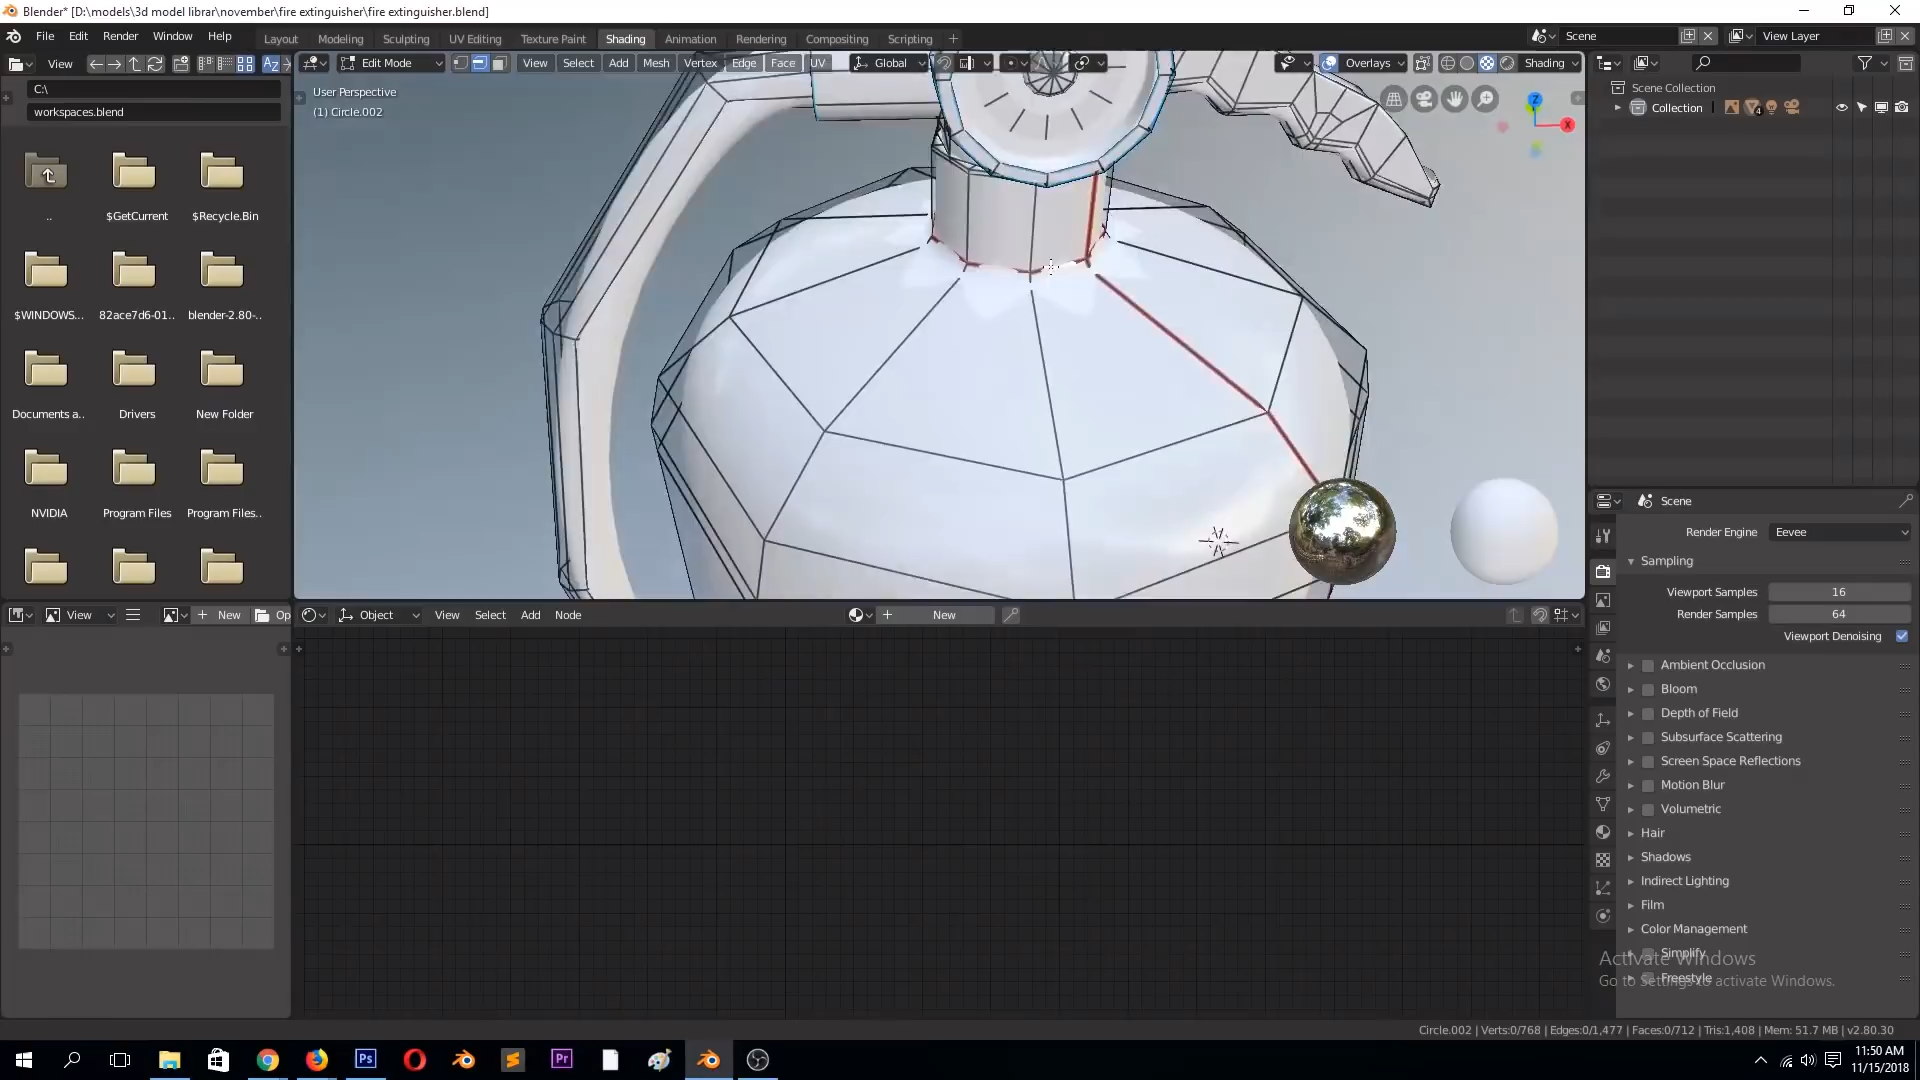 Blender* [D:\models\3d model librar\november\fire extinguisher\fire extinguisher.blend]
File Edit Render Window Help
Layout Modeling Sculpting UV Editing Texture Paint Shading Animation Rendering Compositing Scripting
Scene
View Layer
View
C:\
workspaces.blend
..
$GetCurrent
$Recycle.Bin
$WINDOWS...
82ace7d6-01..
blender-2.80-..
Documents a..
Drivers
New Folder
NVIDIA
Program Files
Program Files..
Edit Mode
View Select Add Mesh Vertex Edge Face UV
Global
Overlays
Shading
User Perspective
(1) Circle.002
Z
X
Scene Collection
Collection
4
Scene
Render Engine
Eevee
Sampling
Viewport Samples
16
Render Samples
64
Viewport Denoising
Ambient Occlusion
Bloom
Depth of Field
Subsurface Scattering
Screen Space Reflections
Motion Blur
Volumetric
Hair
Shadows
Indirect Lighting
Film
Color Management
Simplify
Freestyle
Activate Windows
Go to Settings to activate Windows.
View
New
Op
Object
View Select Add Node
New
Circle.002 | Verts:0/768 | Edges:0/1,477 | Faces:0/712 | Tris:1,408 | Mem: 51.7 MB | v2.80.30
Ps
Pr
11:50 AM
11/15/2018